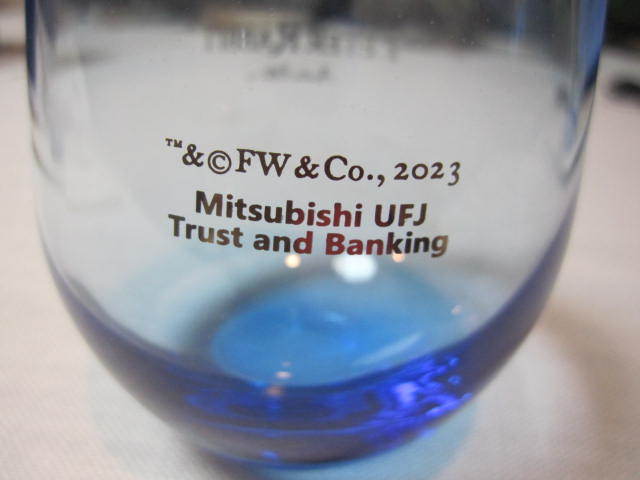 ™&©FW&Co., 2023
Mitsubishi UFJ
Trust and Banking